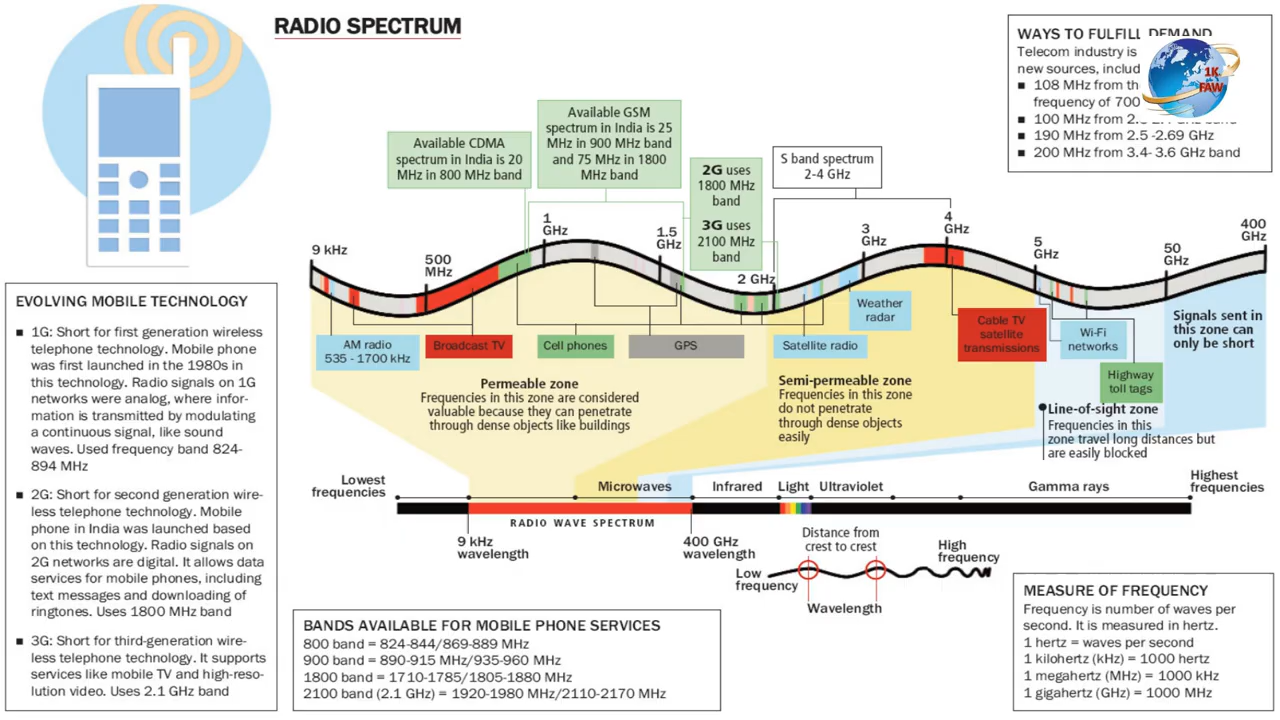 RADIO SPECTRUM
WAYS TO FULFILL DEMAND
Telecom industry is
new sources, includ
■ 108 MHz from th
frequency of 700
■ 100 MHz from
■ 190 MHz from 2.5 -2.69 GHz
■ 200 MHz from 3.4- 3.6 GHz band
1K
FAW
Available CDMA
spectrum in India is 20
MHz in 800 MHz band
Available GSM
spectrum in India is 25
MHz in 900 MHz band
and 75 MHz in 1800
MHz band
2G uses
1800 MHz
band
3G uses
2100 MHz
band
S band spectrum
2-4 GHz
9 kHz
500
MHz
1
GHz
1.5
GHz
2 GHz
3
GHz
4
GHz
5
GHz
50
GHz
400
GHz
AM radio
535 - 1700 kHz
Broadcast TV
Cell phones
GPS
Satellite radio
Weather
radar
Cable TV
satellite
transmissions
Wi-Fi
networks
Highway
toll tags
Signals sent in
this zone can
only be short
Permeable zone
Frequencies in this zone are considered
valuable because they can penetrate
through dense objects like buildings
Semi-permeable zone
Frequencies in this zone
do not penetrate
through dense objects
easily
Line-of-sight zone
Frequencies in this
zone travel long distances but
are easily blocked
EVOLVING MOBILE TECHNOLOGY
■ 1G: Short for first generation wireless
telephone technology. Mobile phone
was first launched in the 1980s in
this technology. Radio signals on 1G
networks were analog, where infor-
mation is transmitted by modulating
a continuous signal, like sound
waves. Used frequency band 824-
894 MHz
■ 2G: Short for second generation wire-
less telephone technology. Mobile
phone in India was launched based
on this technology. Radio signals on
2G networks are digital. It allows data
services for mobile phones, including
text messages and downloading of
ringtones. Uses 1800 MHz band
■ 3G: Short for third-generation wire-
less telephone technology. It supports
services like mobile TV and high-reso-
lution video. Uses 2.1 GHz band
Lowest
frequencies
Microwaves
Infrared
Light
Ultraviolet
Gamma rays
Highest
frequencies
RADIO WAVE SPECTRUM
9 kHz
wavelength
400 GHz
wavelength
Distance from
crest to crest
Low
frequency
High
frequency
Wavelength
BANDS AVAILABLE FOR MOBILE PHONE SERVICES
800 band = 824-844/869-889 MHz
900 band = 890-915 MHz/935-960 MHz
1800 band = 1710-1785/1805-1880 MHz
2100 band (2.1 GHz) = 1920-1980 MHz/2110-2170 MHz
MEASURE OF FREQUENCY
Frequency is number of waves per
second. It is measured in hertz.
1 hertz = waves per second
1 kilohertz (kHz) = 1000 hertz
1 megahertz (MHz) = 1000 kHz
1 gigahertz (GHz) = 1000 MHz